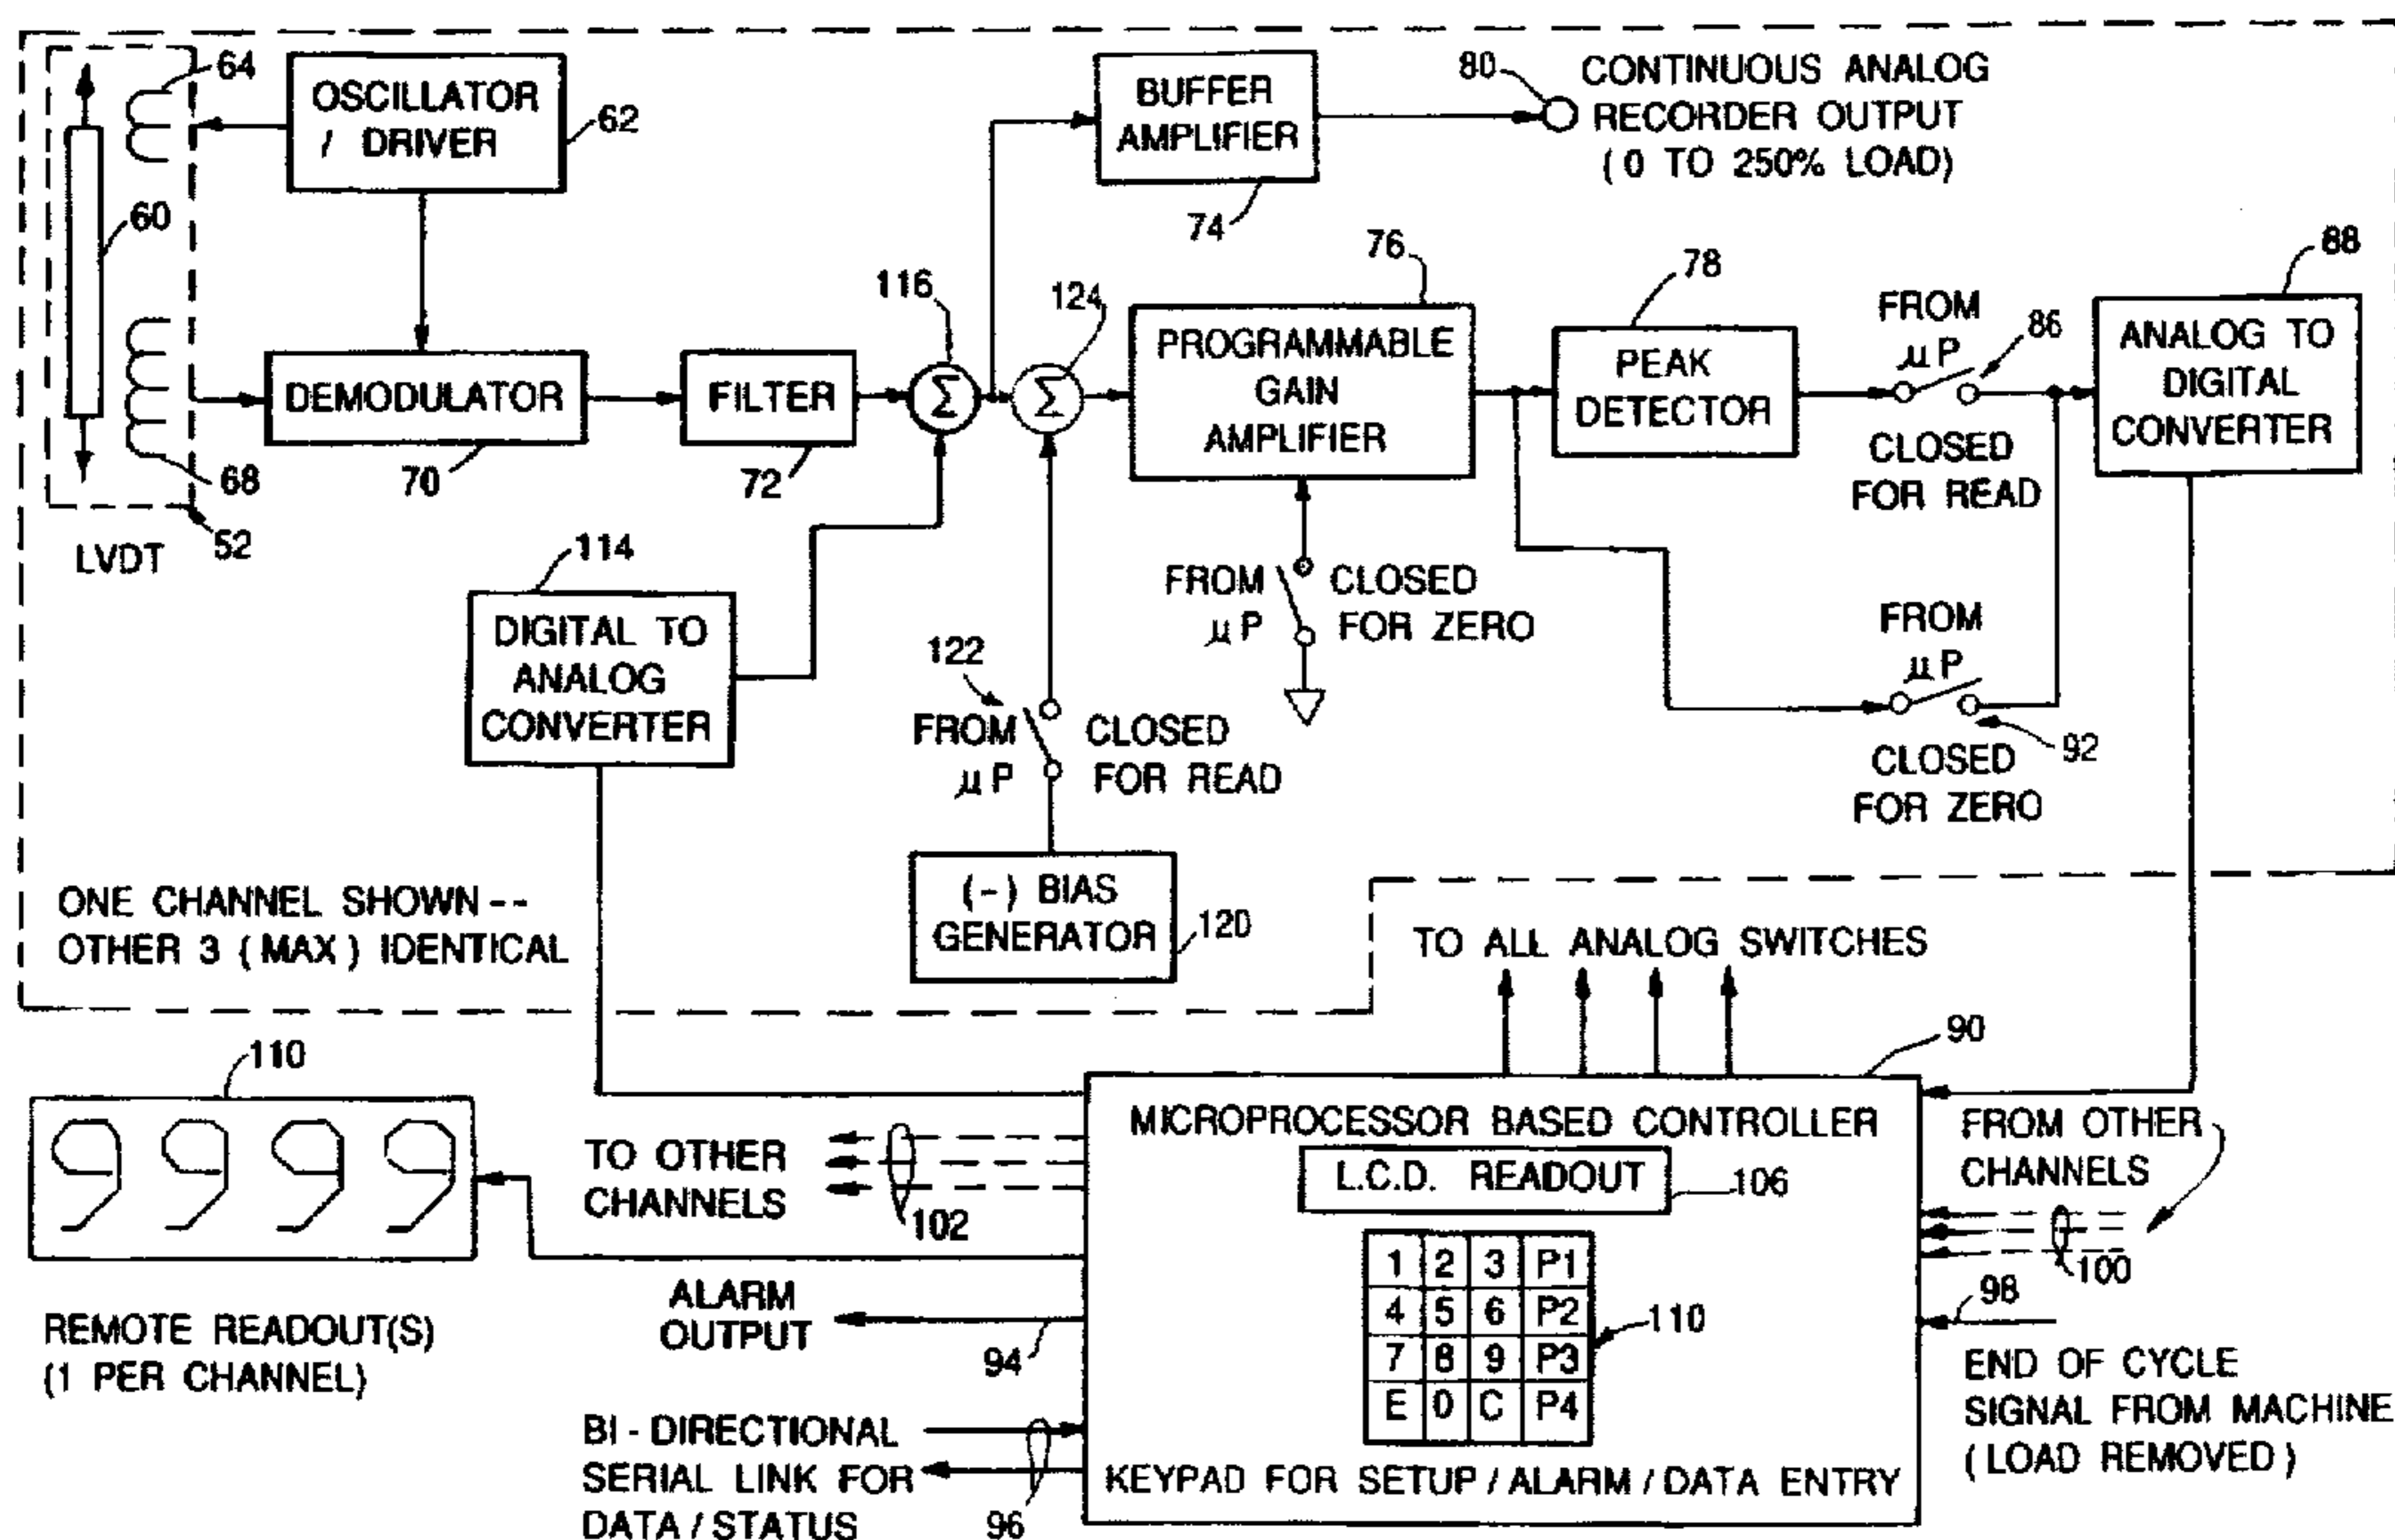 64
OSCILLATOR
/ DRIVER
62
60
68
LVDT
52
DEMODULATOR
70
FILTER
72
116
Σ
124
Σ
BUFFER
AMPLIFIER
74
80
CONTINUOUS ANALOG
RECORDER OUTPUT
( 0 TO 250% LOAD)
76
PROGRAMMABLE
GAIN
AMPLIFIER
78
PEAK
DETECTOR
FROM
μP
86
CLOSED
FOR READ
88
ANALOG TO
DIGITAL
CONVERTER
114
DIGITAL TO
ANALOG
CONVERTER
122
FROM
μP
CLOSED
FOR READ
FROM
μP
CLOSED
FOR ZERO
FROM
μP
92
CLOSED
FOR ZERO
(-) BIAS
GENERATOR
120
ONE CHANNEL SHOWN --
OTHER 3 ( MAX ) IDENTICAL
TO ALL ANALOG SWITCHES
90
110
9 9 9 9
REMOTE READOUT(S)
(1 PER CHANNEL)
TO OTHER
CHANNELS
102
ALARM
OUTPUT
94
BI - DIRECTIONAL
SERIAL LINK FOR
DATA / STATUS
96
MICROPROCESSOR BASED CONTROLLER
L.C.D. READOUT
106
1 2 3 P1
4 5 6 P2
7 8 9 P3
E 0 C P4
110
KEYPAD FOR SETUP / ALARM / DATA ENTRY
FROM OTHER
CHANNELS
100
98
END OF CYCLE
SIGNAL FROM MACHINE
( LOAD REMOVED )